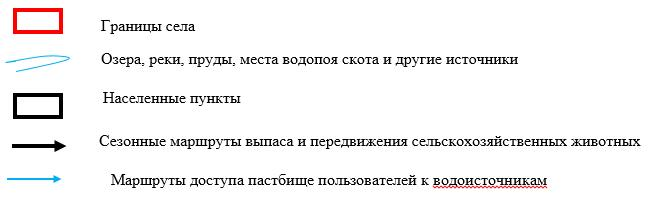 Границы села
Озера, реки, пруды, места водопоя скота и другие источники
Населенные пункты
Сезонные маршруты выпаса и передвижения сельскохозяйственных животных
Маршруты доступа пастбище пользователей к водоисточникам